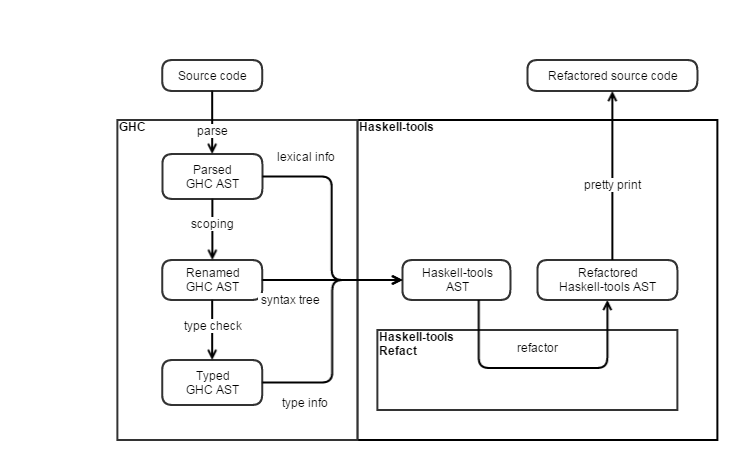 Source code
Refactored source code
GHC
parse
Haskell-tools
lexical info
Parsed
GHC AST
pretty print
scoping
Renamed
GHC AST
syntax tree
Haskell-tools
AST
Refactored
Haskell-tools AST
type check
Haskell-tools
Refact
refactor
Typed
GHC AST
type info